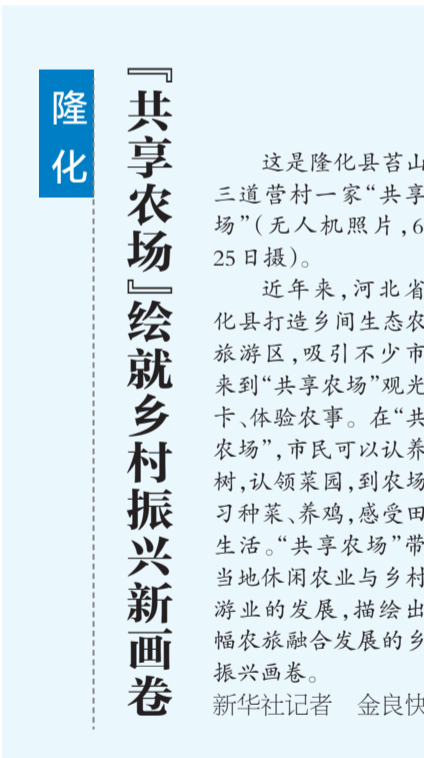 隆化
『共享农场』绘就乡村振兴新画卷
这是隆化县苔山
三道营村一家“共享
场”(无人机照片,6
25日摄)。
近年来,河北省
化县打造乡间生态农
旅游区,吸引不少市
来到“共享农场”观光
卡、体验农事。在“共
农场”,市民可以认养
树,认领菜园,到农场
习种菜、养鸡,感受田
生活。“共享农场”带
当地休闲农业与乡村
游业的发展,描绘出
幅农旅融合发展的乡
振兴画卷。
新华社记者 金良快